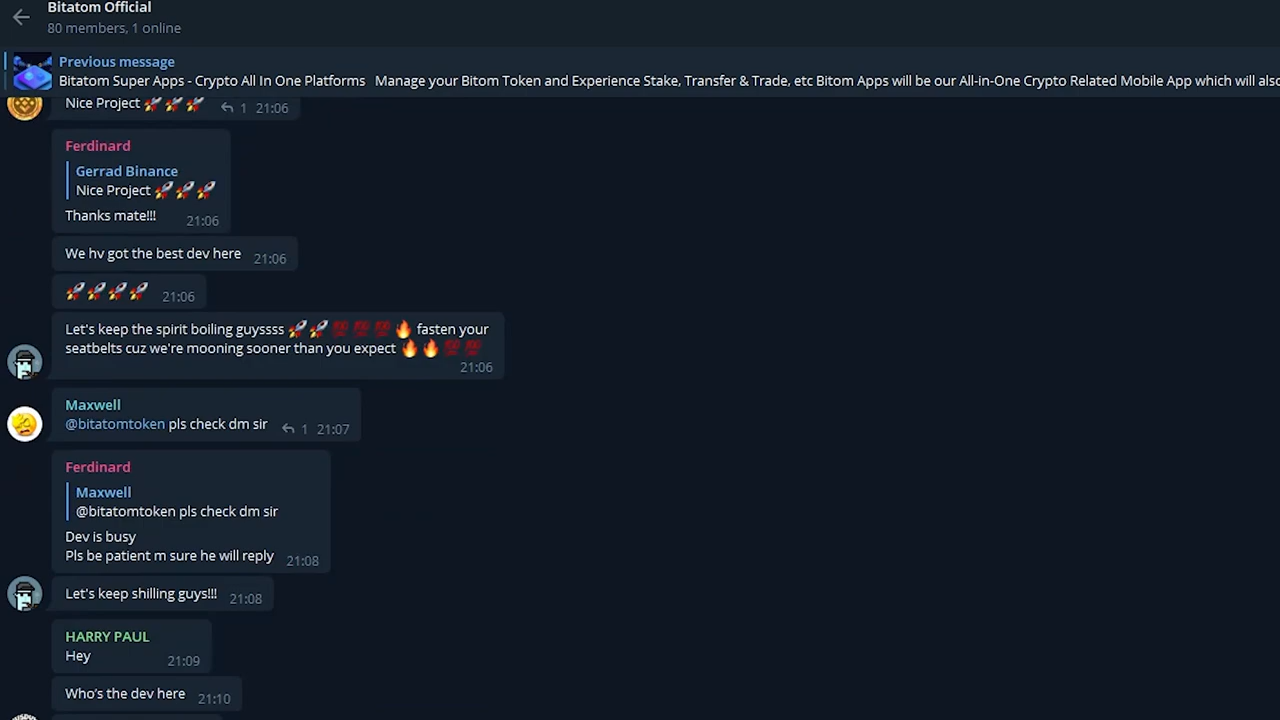 Bitatom Official
80 members, 1 online
Previous message
Bitatom Super Apps - Crypto All In One Platforms Manage your Bitom Token and Experience Stake, Transfer & Trade, etc Bitom Apps will be our All-in-One Crypto Related Mobile App which will also
Nice Project 🚀🚀🚀 1 21:06
Ferdinard
Gerrad Binance
Nice Project 🚀🚀🚀
Thanks mate!!! 21:06
We hv got the best dev here 21:06
🚀🚀🚀🚀 21:06
Let's keep the spirit boiling guyssss 🚀🚀💯💯💯🔥 fasten your
seatbelts cuz we're mooning sooner than you expect 🔥🔥💯💯
21:06
Maxwell
@bitatomtoken pls check dm sir 1 21:07
Ferdinard
Maxwell
@bitatomtoken pls check dm sir
Dev is busy
Pls be patient m sure he will reply 21:08
Let's keep shilling guys!!! 21:08
HARRY PAUL
Hey 21:09
Who's the dev here 21:10